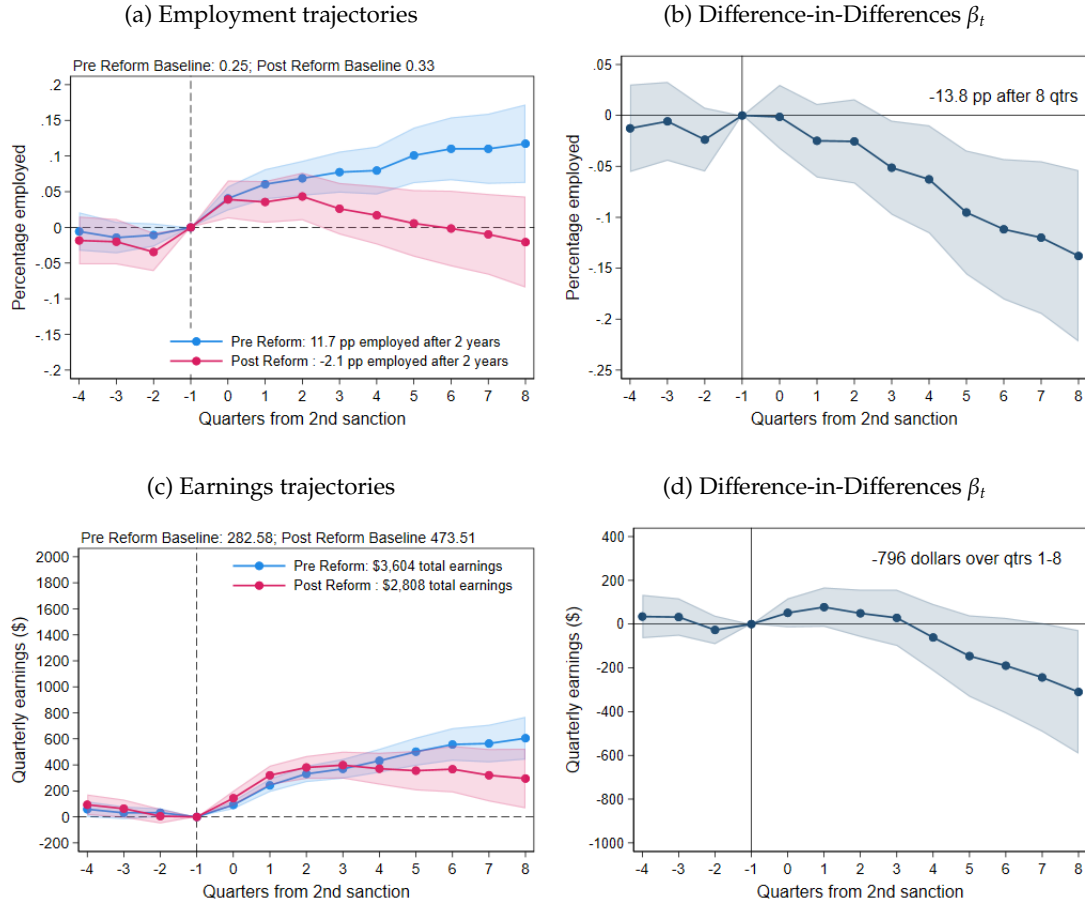 (a) Employment trajectories
Pre Reform Baseline: 0.25; Post Reform Baseline 0.33
Percentage employed
.2
.15
.1
.05
0
-.05
-.1
-.15
-.2
Pre Reform: 11.7 pp employed after 2 years
Post Reform : -2.1 pp employed after 2 years
-4 -3 -2 -1 0 1 2 3 4 5 6 7 8
Quarters from 2nd sanction
(b) Difference-in-Differences βt
Percentage employed
.05
0
-.05
-.1
-.15
-.2
-.25
-13.8 pp after 8 qtrs
-4 -3 -2 -1 0 1 2 3 4 5 6 7 8
Quarters from 2nd sanction
(c) Earnings trajectories
Pre Reform Baseline: 282.58; Post Reform Baseline 473.51
Quarterly earnings ($)
2000
1800
1600
1400
1200
1000
800
600
400
200
0
-200
Pre Reform: $3,604 total earnings
Post Reform : $2,808 total earnings
-4 -3 -2 -1 0 1 2 3 4 5 6 7 8
Quarters from 2nd sanction
(d) Difference-in-Differences βt
Quarterly earnings ($)
400
200
0
-200
-400
-600
-800
-1000
-796 dollars over qtrs 1-8
-4 -3 -2 -1 0 1 2 3 4 5 6 7 8
Quarters from 2nd sanction